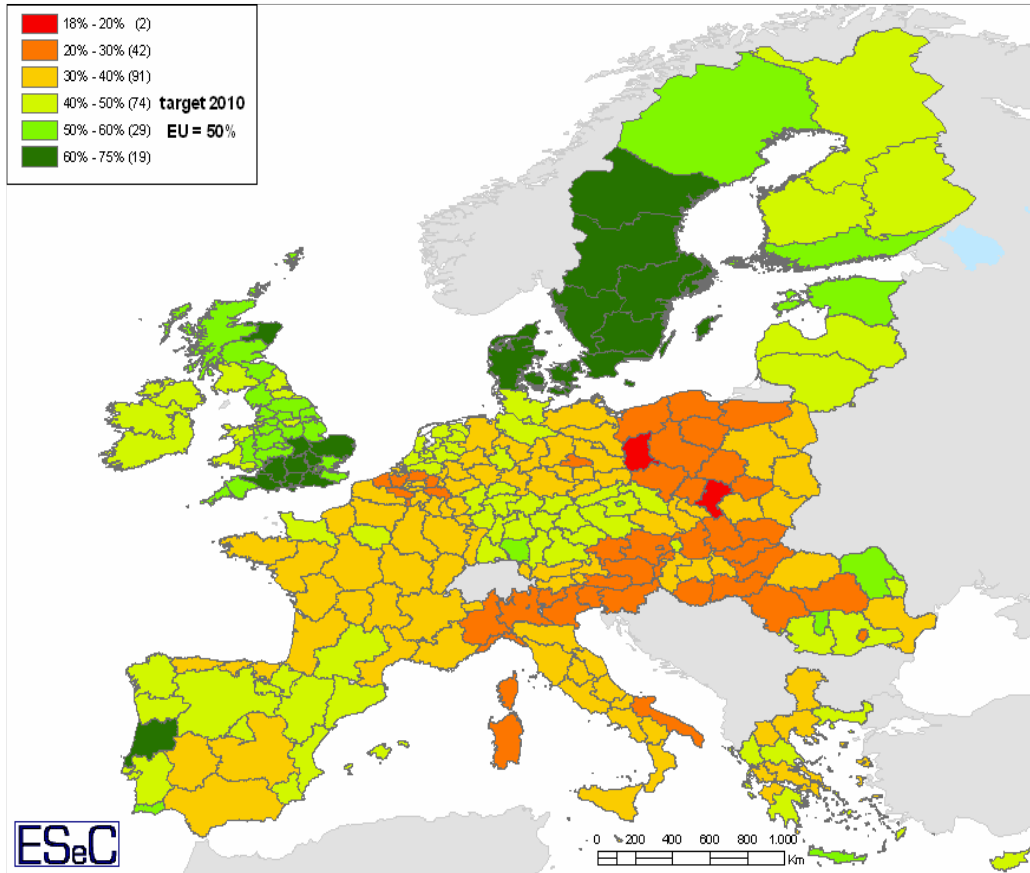 18% - 20% (2)
20% - 30% (42)
30% - 40% (91)
40% - 50% (74) target 2010
50% - 60% (29) EU = 50%
60% - 75% (19)
ESeC
0 200 400 600 800 1.000
Km